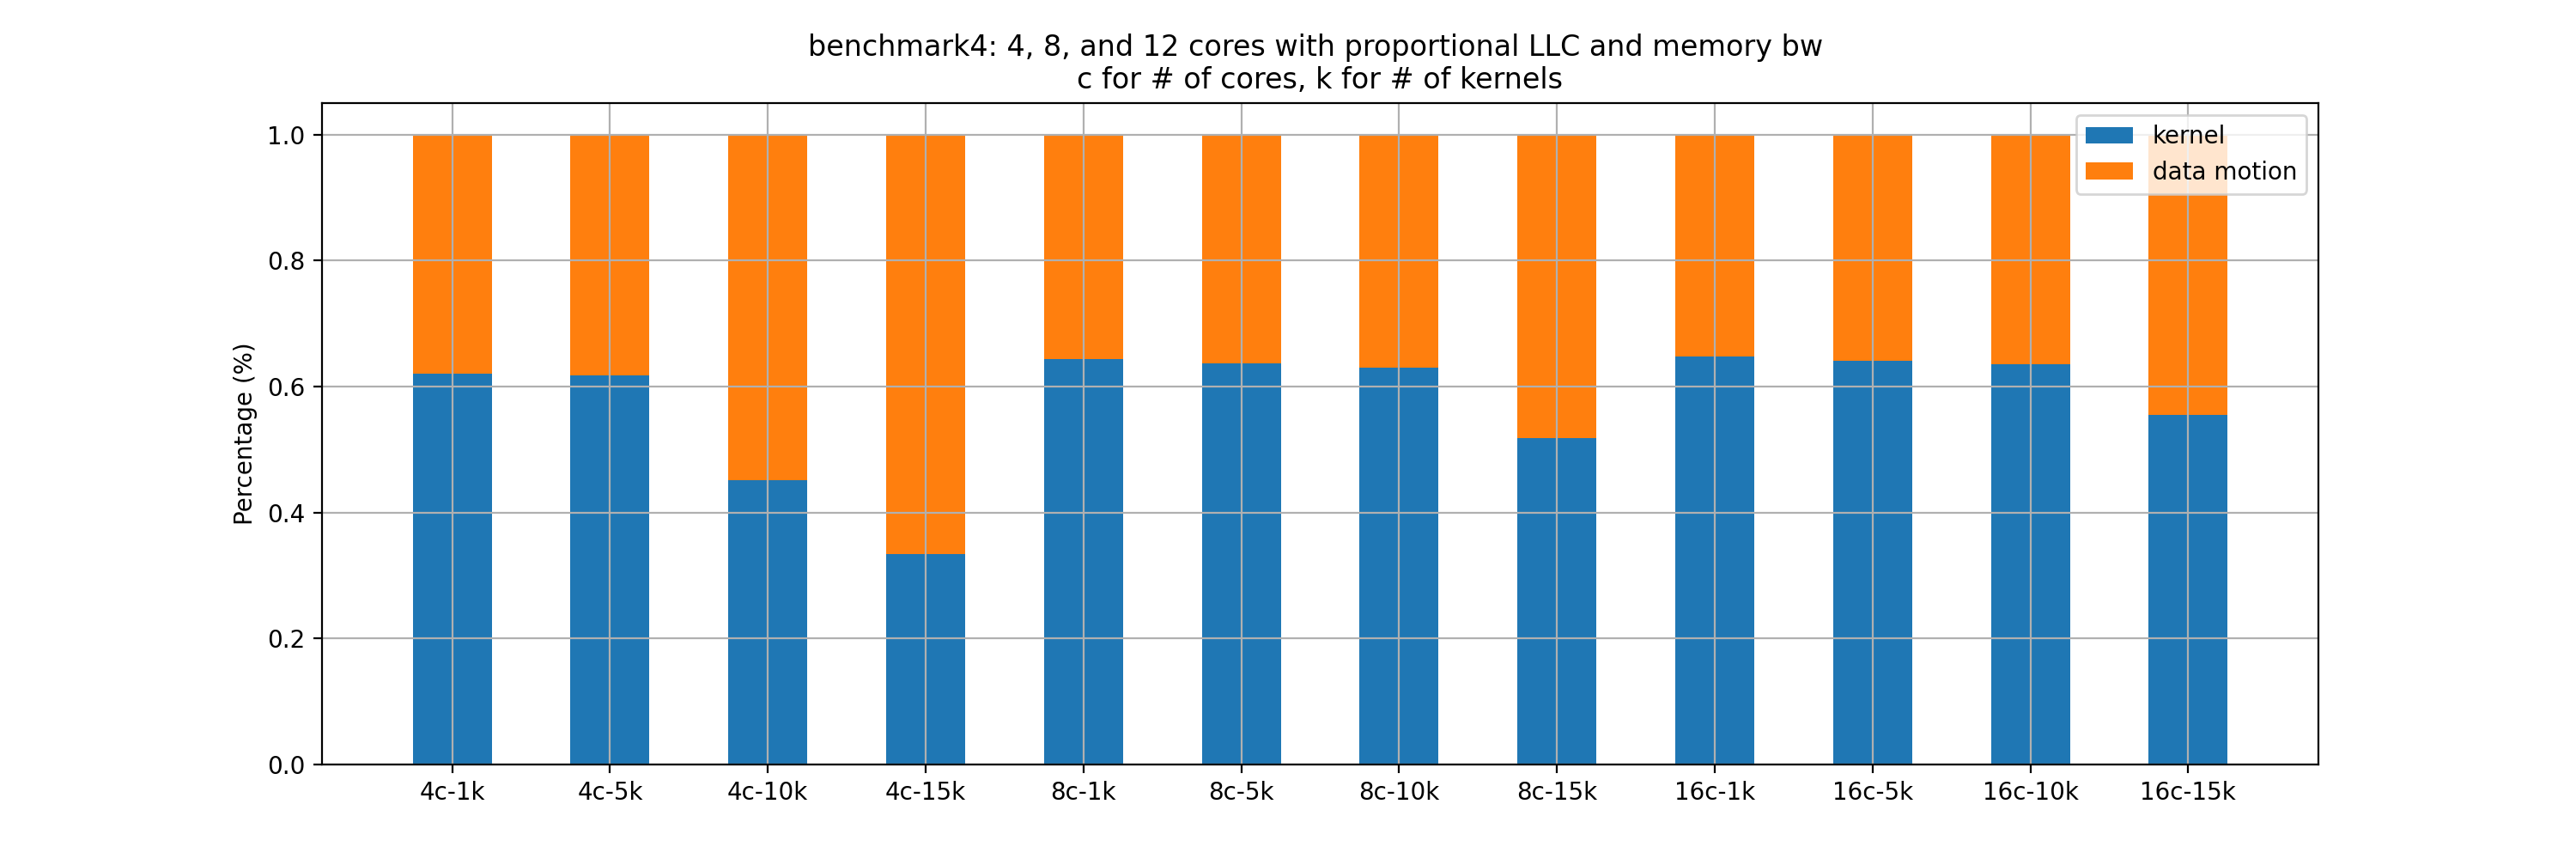 benchmark4: 4, 8, and 12 cores with proportional LLC and memory bw
c for # of cores, k for # of kernels
kernel
data motion
Percentage (%)
1.0
0.8
0.6
0.4
0.2
0.0
4c-1k 4c-5k 4c-10k 4c-15k 8c-1k 8c-5k 8c-10k 8c-15k 16c-1k 16c-5k 16c-10k 16c-15k